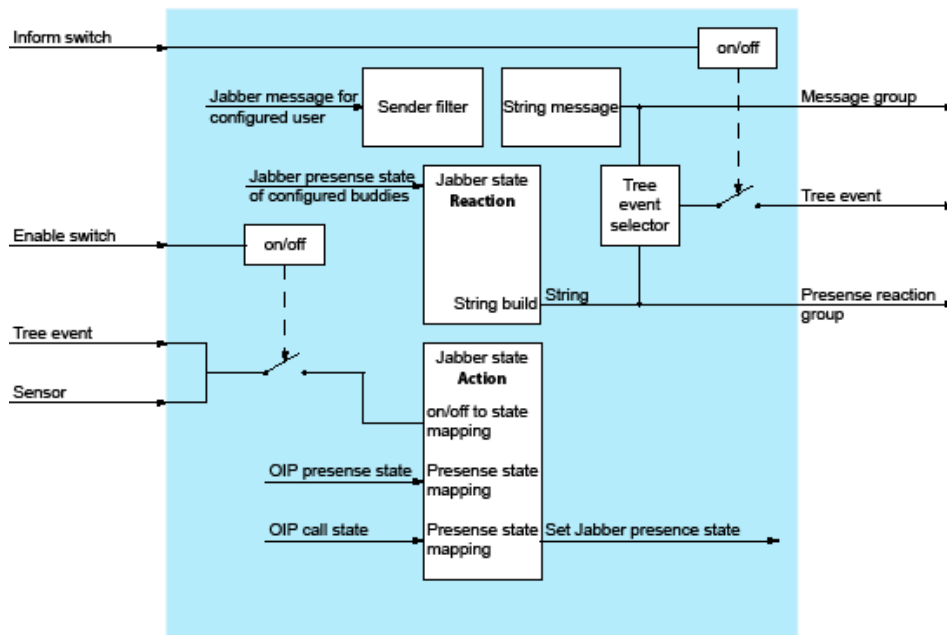 Inform switch
on/off
Jabber message for
configured user
Sender filter
String message
Message group
Jabber presense state
of configured buddies
Jabber state
Reaction
Tree
event
selector
Tree event
Enable switch
on/off
String build
String
Presense reaction
group
Tree event
Sensor
Jabber state
Action
on/off to state
mapping
OIP presense state
Presense state
mapping
OIP call state
Presense state
mapping
Set Jabber presence state